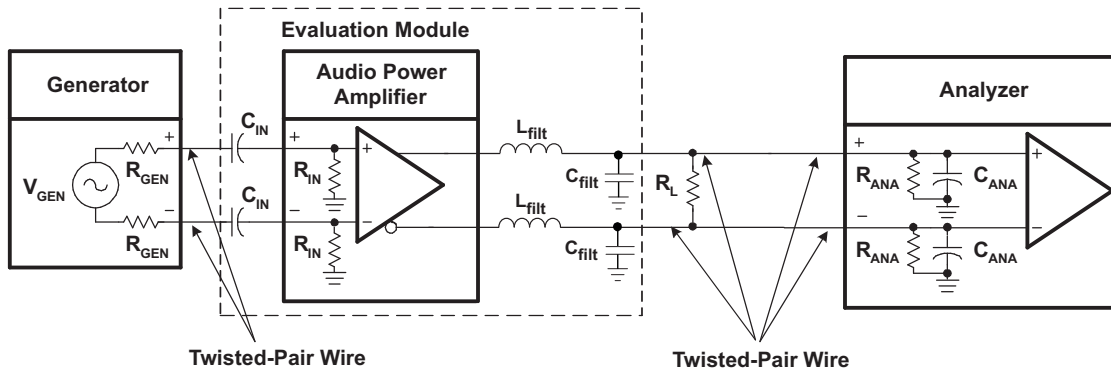 Evaluation Module
Generator
Audio Power
Amplifier
Analyzer
C_IN
L_filt
+
+
+
+
+
R_GEN
R_IN
C_filt
R_L
R_ANA
C_ANA
V_GEN
C_IN
L_filt
−
−
−
−
−
R_GEN
R_IN
C_filt
R_ANA
C_ANA
Twisted-Pair Wire
Twisted-Pair Wire